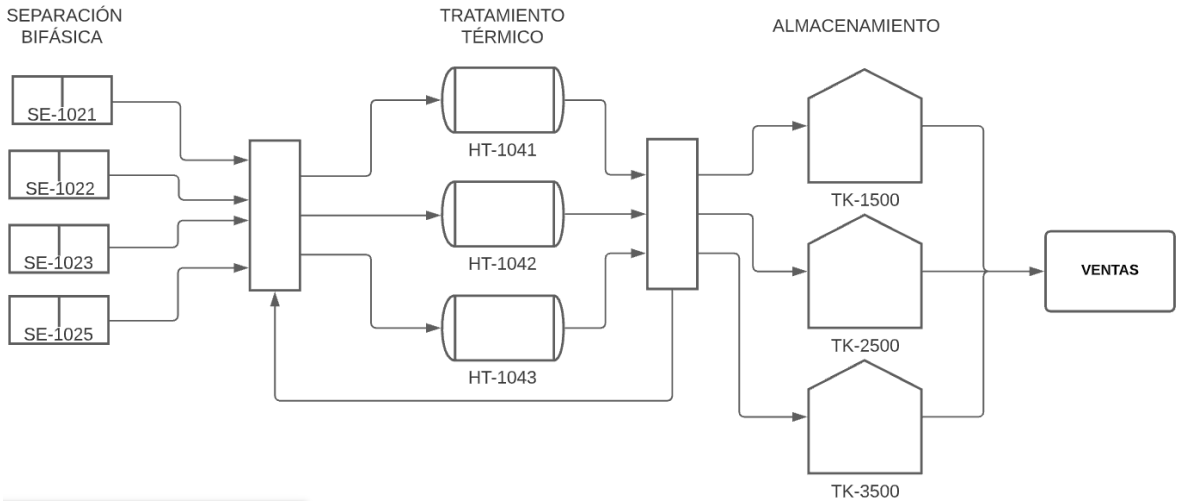 SEPARACIÓN
BIFÁSICA
SE-1021
SE-1022
SE-1023
SE-1025
TRATAMIENTO
TÉRMICO
HT-1041
HT-1042
HT-1043
ALMACENAMIENTO
TK-1500
TK-2500
TK-3500
VENTAS